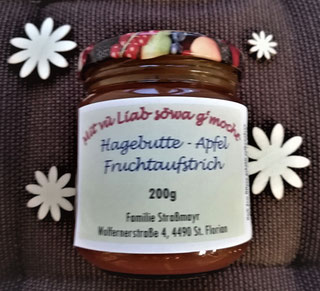 Mit vü Liab söwa g'mocht
Hagebutte - Apfel
Fruchtaufstrich
200g
Familie Straßmayr
Wolfernerstraße 4, 4490 St. Florian